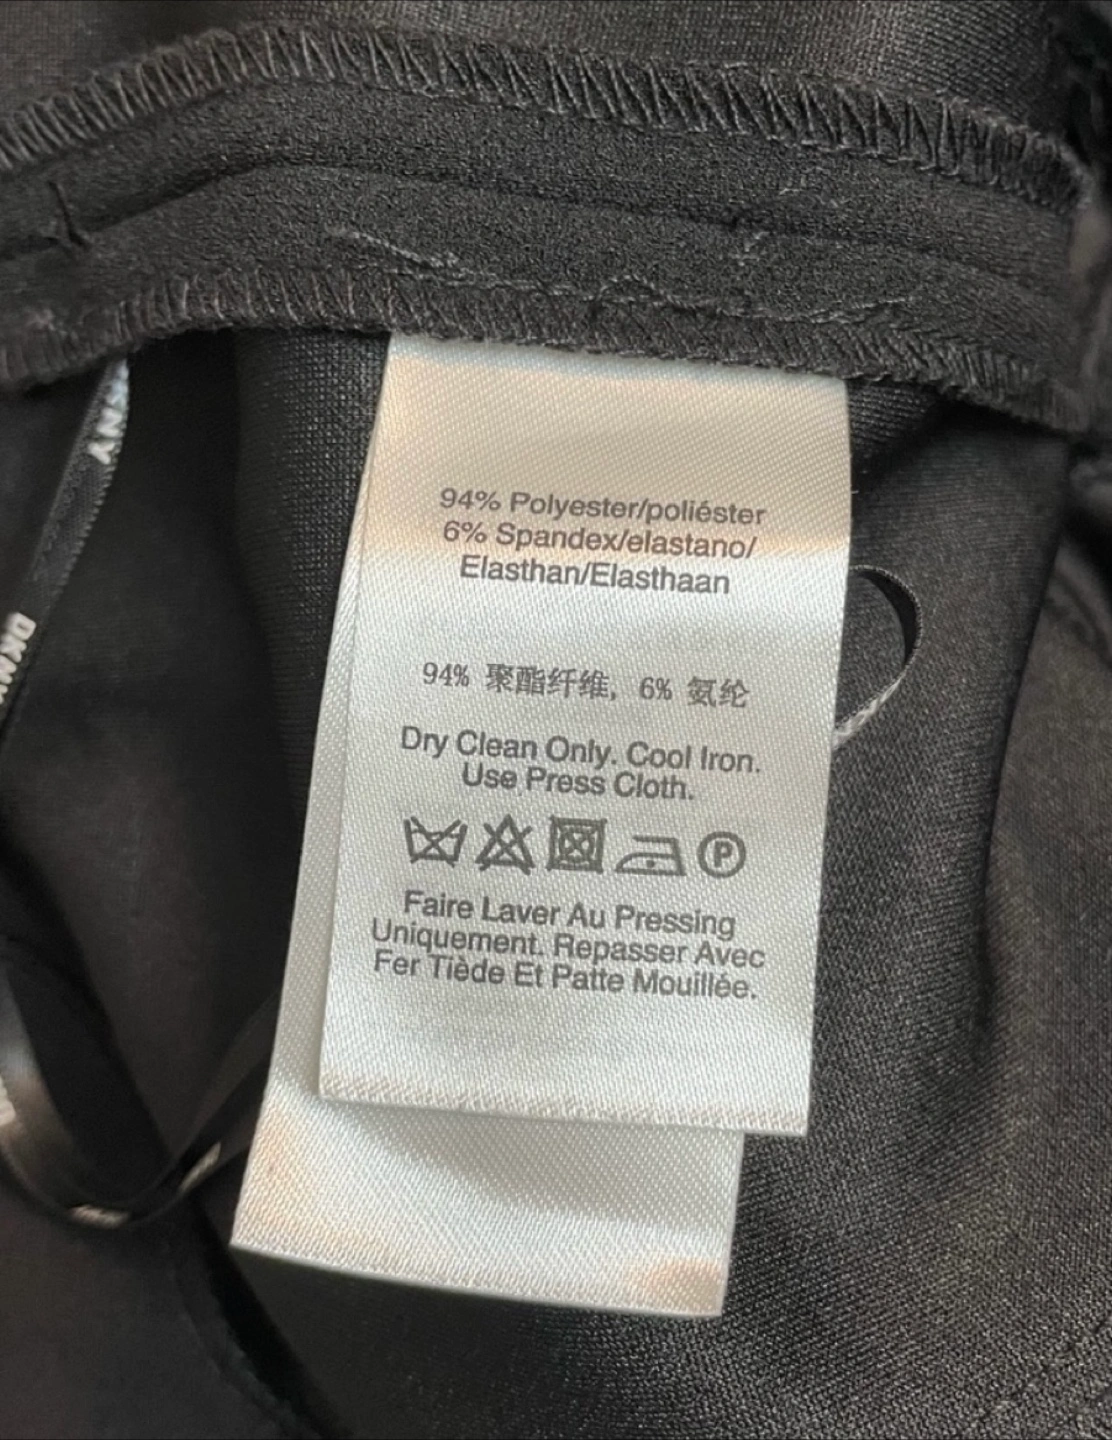 94% Polyester/poliéster
6% Spandex/elastano/
Elasthan/Elasthaan
94% 聚酯纤维, 6% 氨纶
Dry Clean Only. Cool Iron.
Use Press Cloth.
P
Faire Laver Au Pressing
Uniquement. Repasser Avec
Fer Tiède Et Patte Mouillée.
DKNY